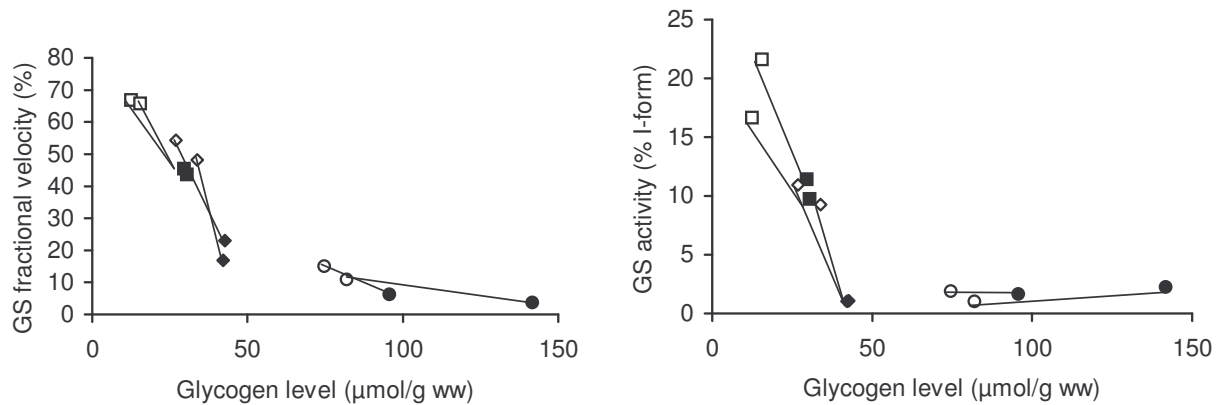 GS fractional velocity (%)
80
70
60
50
40
30
20
10
0
0 50 100 150
Glycogen level (µmol/g ww)
GS activity (% I-form)
25
20
15
10
5
0
0 50 100 150 200
Glycogen level (µmol/g ww)